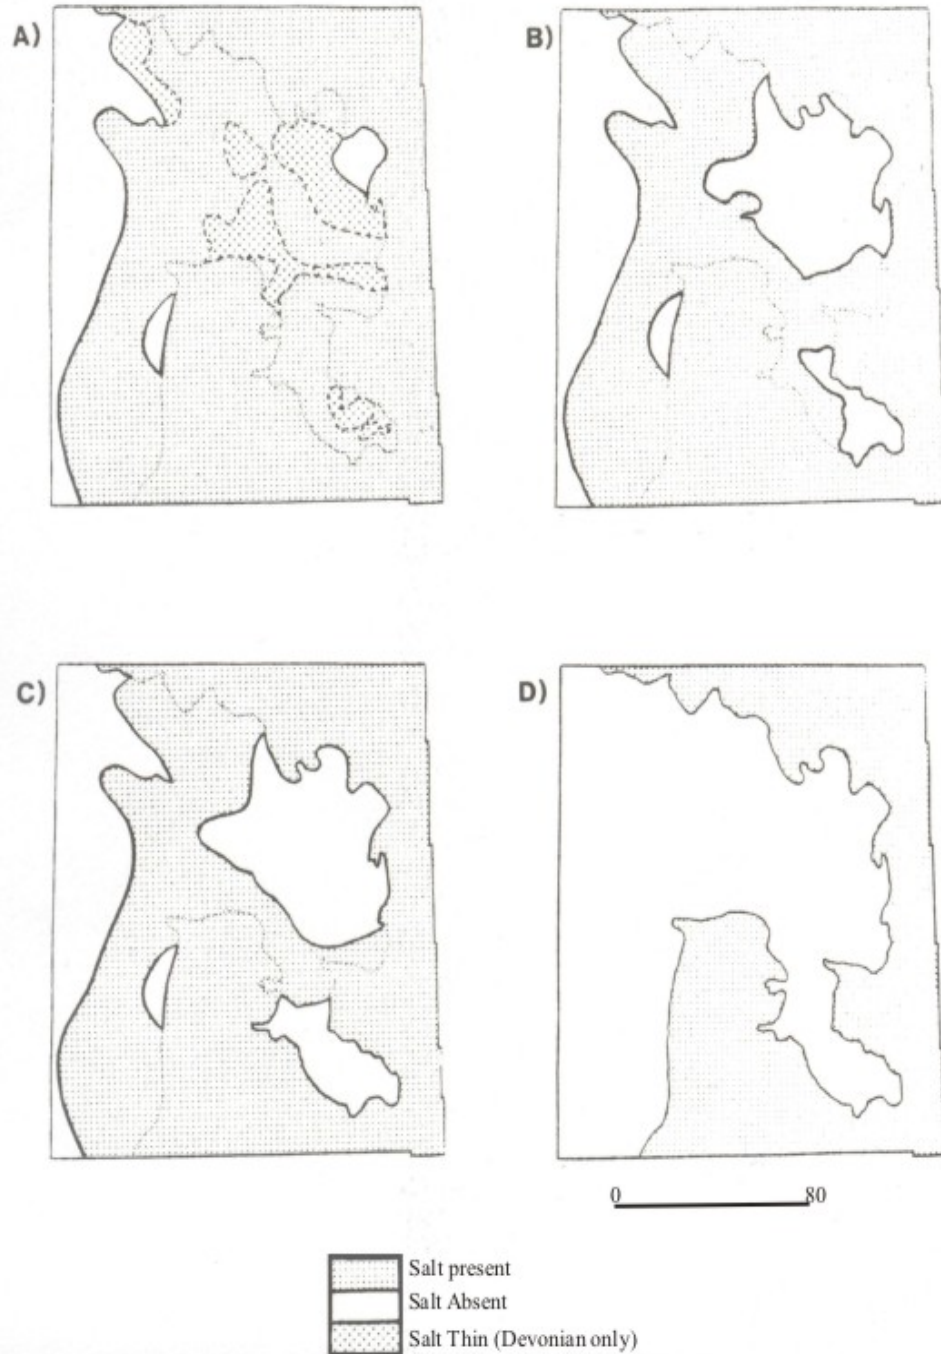 A)
B)
C)
D)
0 80
Salt present
Salt Absent
Salt Thin (Devonian only)